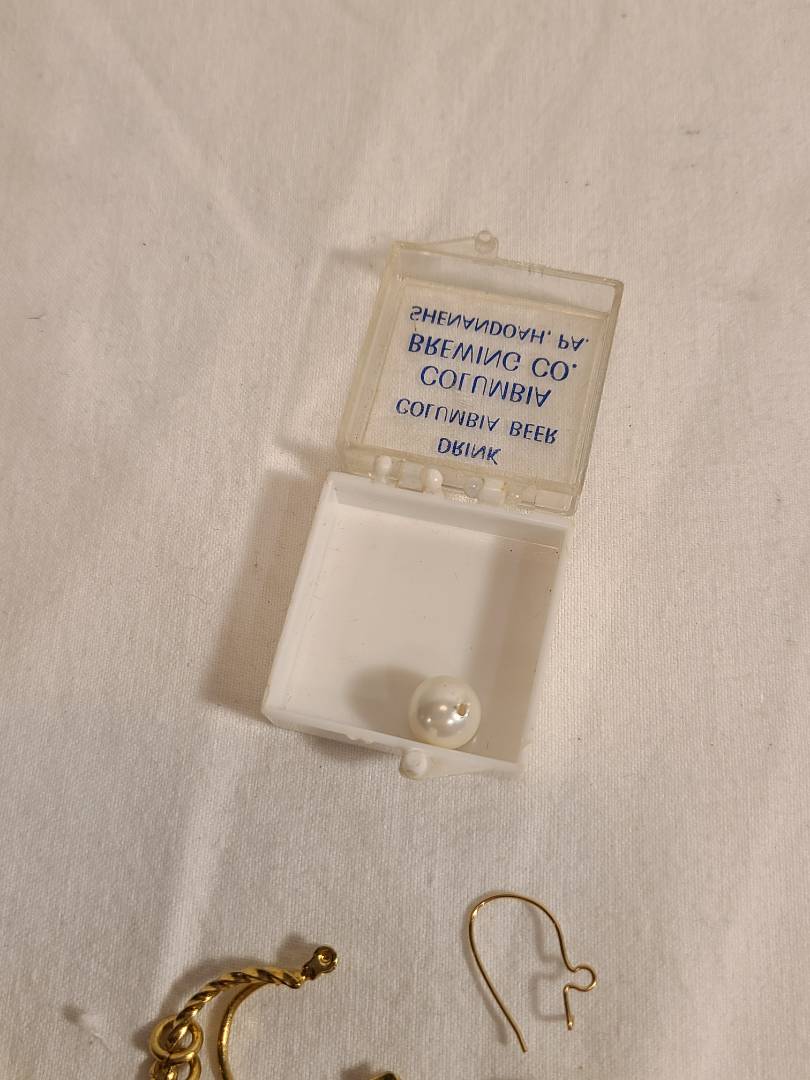 DRINK
COLUMBIA BEER
COLUMBIA
BREWING CO.
SHENANDOAH, PA.